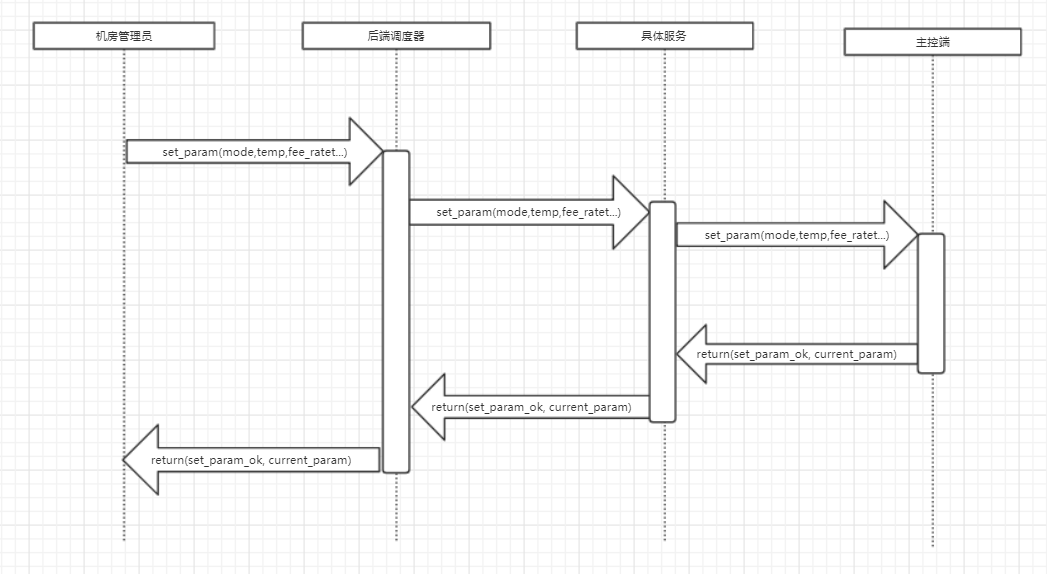 机房管理员
后端调度器
具体服务
主控端
set_param(mode,temp,fee_ratet...)
set_param(mode,temp,fee_ratet...)
set_param(mode,temp,fee_ratet...)
return(set_param_ok, current_param)
return(set_param_ok, current_param)
return(set_param_ok, current_param)